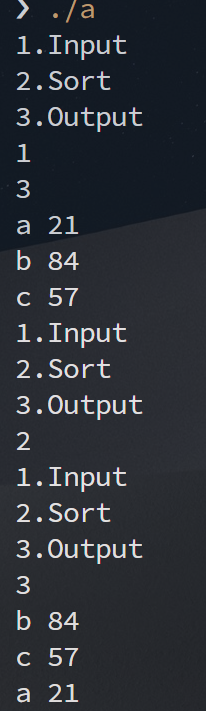 ❯ ./a
1.Input
2.Sort
3.Output
1
3
a 21
b 84
c 57
1.Input
2.Sort
3.Output
2
1.Input
2.Sort
3.Output
3
b 84
c 57
a 21